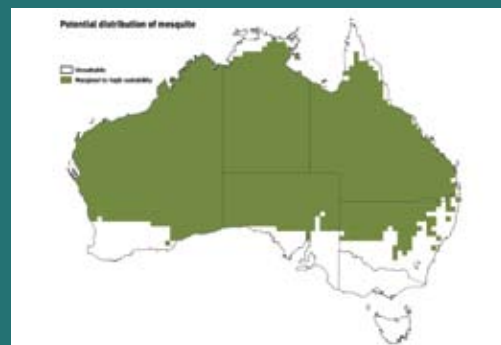 Potential distribution of mesquite
Unsuitable
Marginal to high suitability